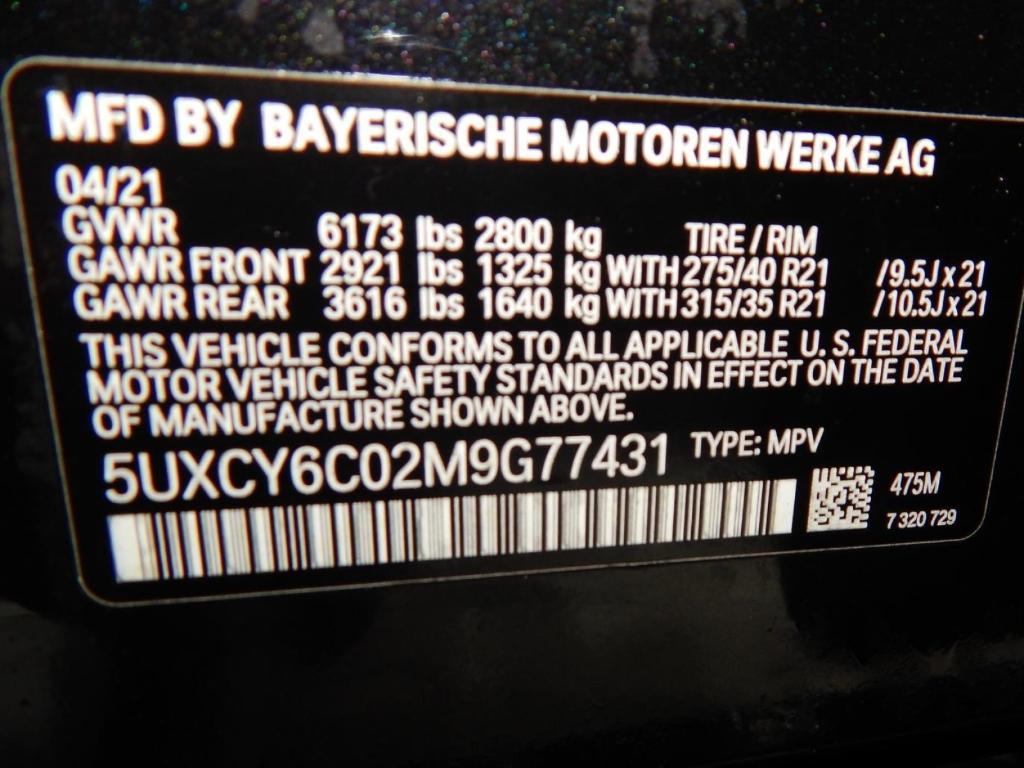 MFD BY BAYERISCHE MOTOREN WERKE AG
04/21
GVWR 6173 lbs 2800 kg TIRE / RIM
GAWR FRONT 2921 lbs 1325 kg WITH 275/40 R21 /9.5J x 21
GAWR REAR 3616 lbs 1640 kg WITH 315/35 R21 /10.5J x 21
THIS VEHICLE CONFORMS TO ALL APPLICABLE U. S. FEDERAL
MOTOR VEHICLE SAFETY STANDARDS IN EFFECT ON THE DATE
OF MANUFACTURE SHOWN ABOVE.
5UXCY6C02M9G77431 TYPE: MPV
475M
7 320 729